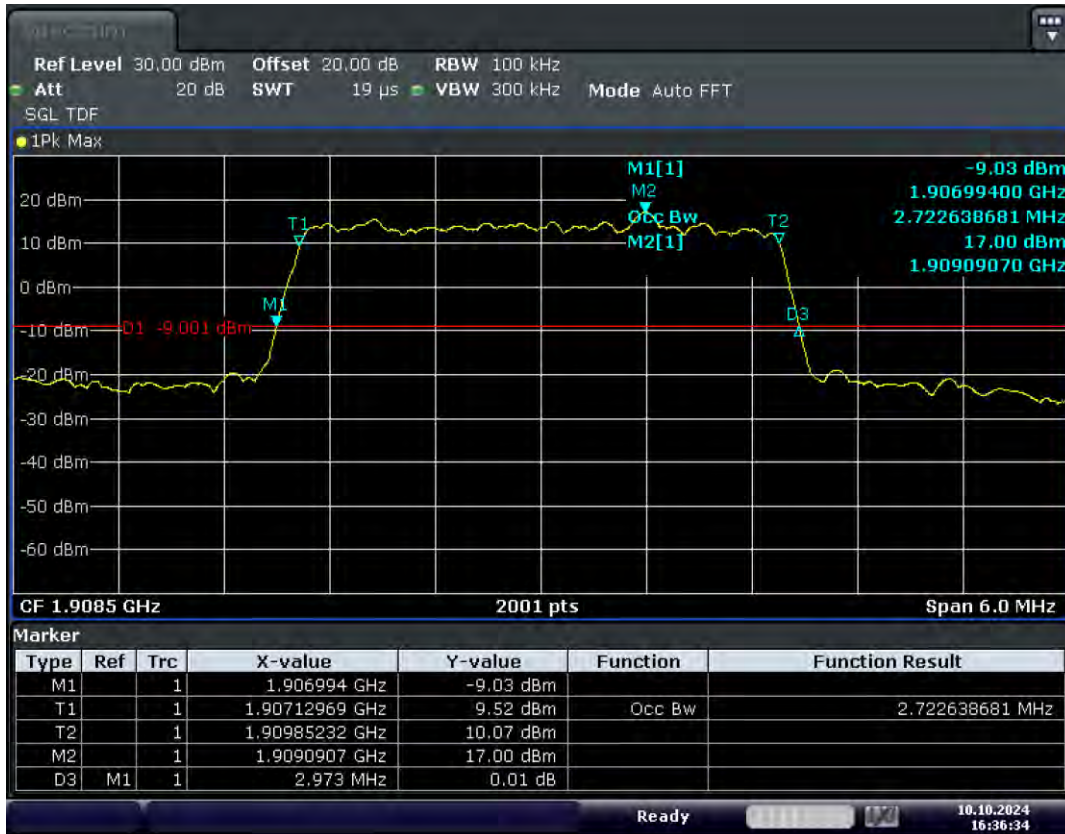 Spectrum
Ref Level 30.00 dBm Offset 20.00 dB RBW 100 kHz
Att 20 dB SWT 19 µs VBW 300 kHz Mode Auto FFT
SGL TDF
1Pk Max
M1[1] -9.03 dBm
M2 1.90699400 GHz
20 dBm
T1 Occ Bw T2 2.722638681 MHz
10 dBm M2[1] 17.00 dBm
1.90909070 GHz
0 dBm
M1 D3
-10 dBm D1 -9.001 dBm
-20 dBm
-30 dBm
-40 dBm
-50 dBm
-60 dBm
CF 1.9085 GHz 2001 pts Span 6.0 MHz
Marker
Type Ref Trc X-value Y-value Function Function Result
M1 1 1.906994 GHz -9.03 dBm
T1 1 1.90712969 GHz 9.52 dBm Occ Bw 2.722638681 MHz
T2 1 1.90985232 GHz 10.07 dBm
M2 1 1.9090907 GHz 17.00 dBm
D3 M1 1 2.973 MHz 0.01 dB
Ready 10.10.2024
16:36:34